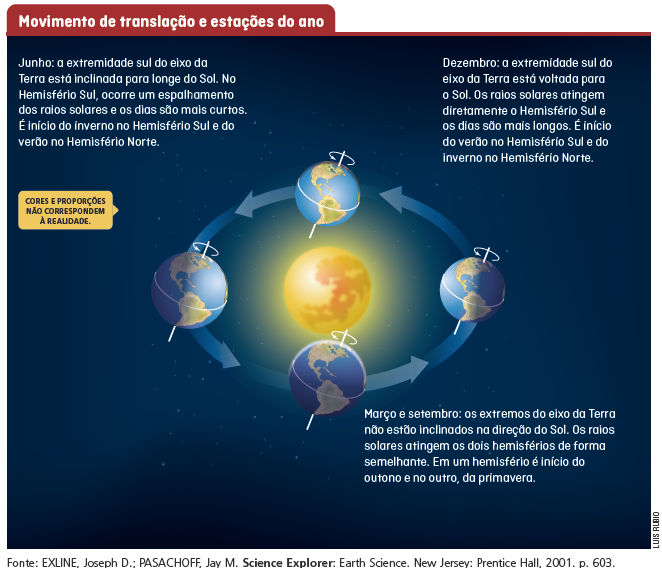 Movimento de translação e estações do ano
Junho: a extremidade sul do eixo da
Terra está inclinada para longe do Sol. No
Hemisfério Sul, ocorre um espalhamento
dos raios solares e os dias são mais curtos.
É início do inverno no Hemisfério Sul e do
verão no Hemisfério Norte.
Dezembro: a extremidade sul do
eixo da Terra está voltada para
o Sol. Os raios solares atingem
diretamente o Hemisfério Sul e
os dias são mais longos. É início
do verão no Hemisfério Sul e do
inverno no Hemisfério Norte.
CORES E PROPORÇÕES
NÃO CORRESPONDEM
À REALIDADE.
Março e setembro: os extremos do eixo da Terra
não estão inclinados na direção do Sol. Os raios
solares atingem os dois hemisférios de forma
semelhante. Em um hemisfério é início do
outono e no outro, da primavera.
LUIS RUBIO
Fonte: EXLINE, Joseph D.; PASACHOFF, Jay M. Science Explorer: Earth Science. New Jersey: Prentice Hall, 2001. p. 603.